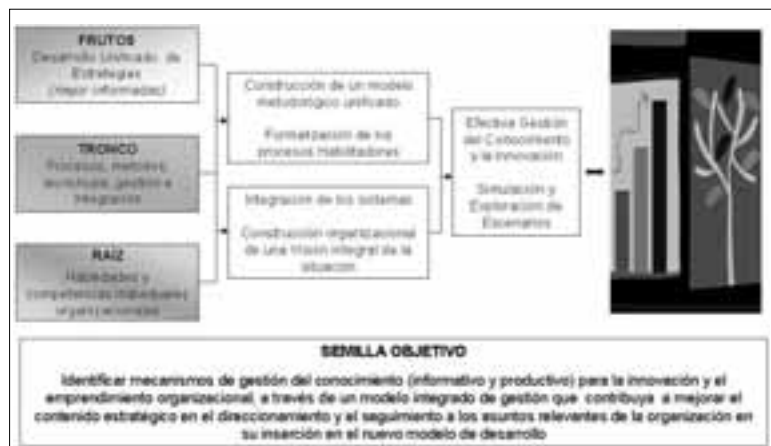 FRUTOS
Desarrollo Unificado de
Estrategias
(mejor informadas)
TRONCO
Procesos, métodos,
tecnología, gestión e
integración
RAÍZ
Habilidades y
competencias individuales
organizacionales
Construcción de un modelo
metodológico unificado
Formalización de los
procesos habilitadores
Integración de los sistemas
Construcción organizacional
de una visión integral de la
situación
Efectiva Gestión
del Conocimiento
y la Innovación
Simulación y
Exploración de
Escenarios
SEMILLA OBJETIVO
Identificar mecanismos de gestión del conocimiento (informativo y productivo) para la innovación y el
emprendimiento organizacional, a través de un modelo integrado de gestión que contribuya a mejorar el
contenido estratégico en el direccionamiento y el seguimiento a los asuntos relevantes de la organización en
su inserción en el nuevo modelo de desarrollo